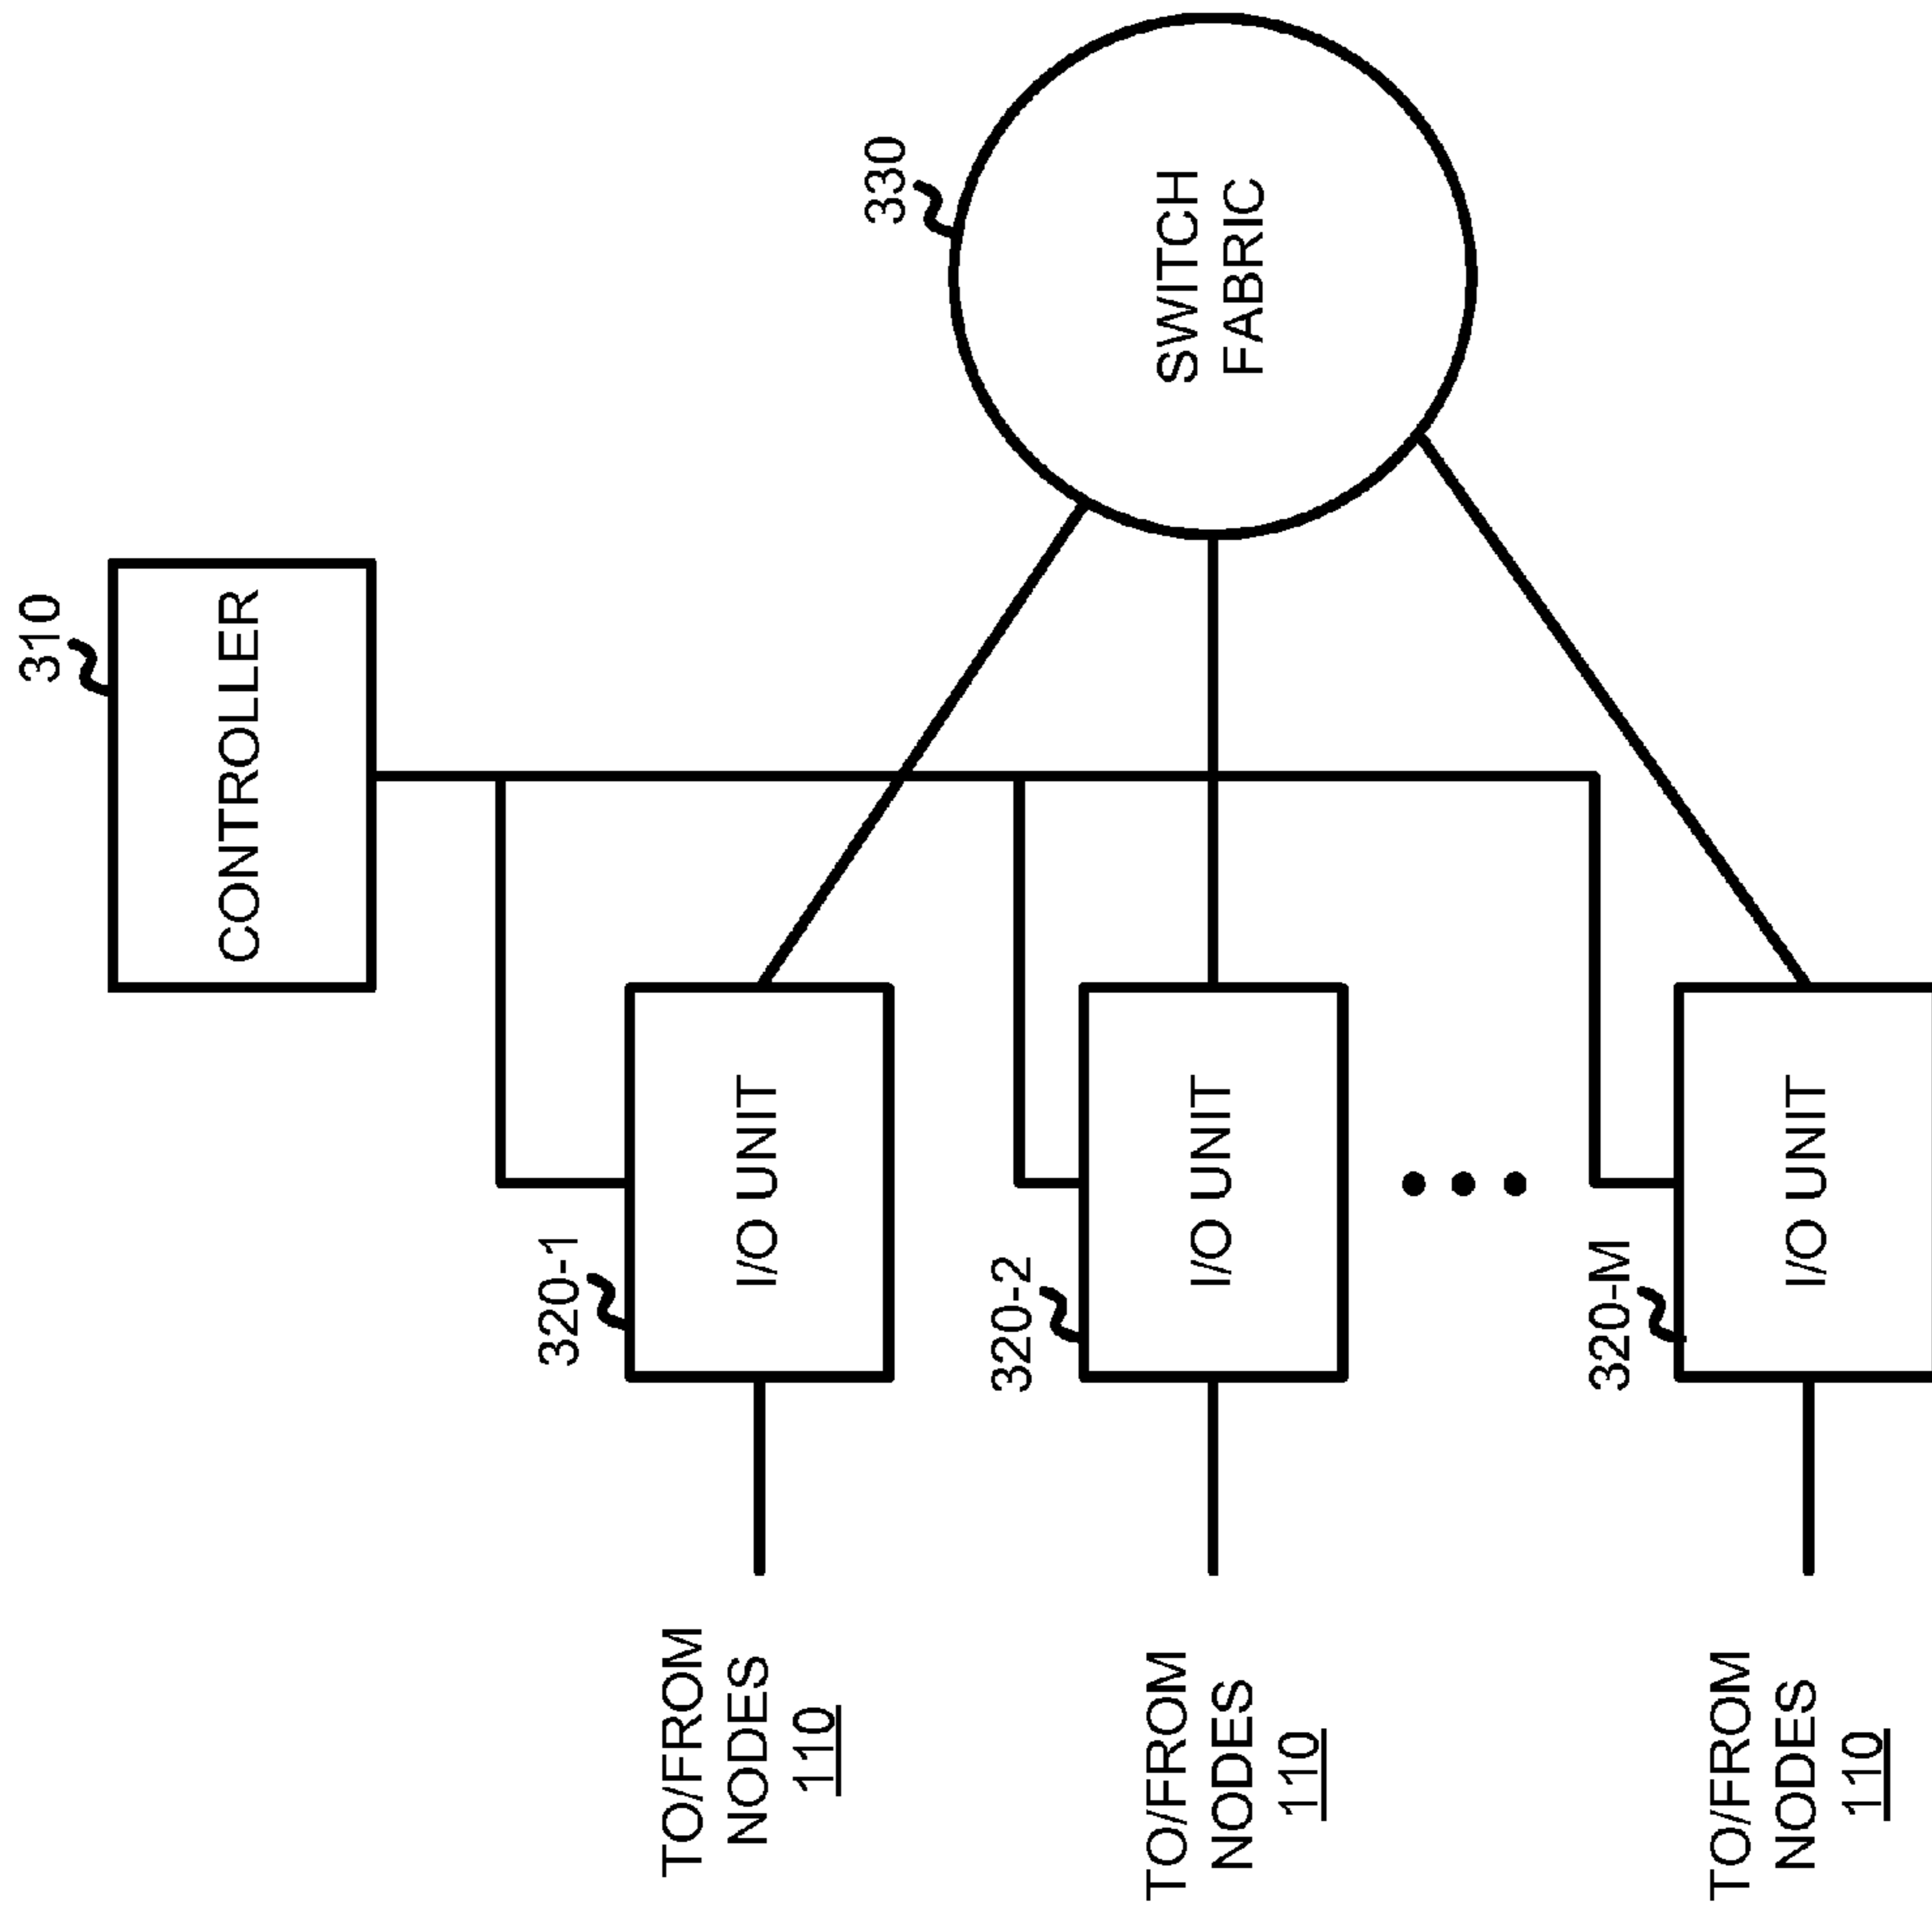 310
CONTROLLER
330
SWITCH
FABRIC
320-1
I/O UNIT
TO/FROM
NODES
110
320-2
I/O UNIT
TO/FROM
NODES
110
320-M
I/O UNIT
TO/FROM
NODES
110